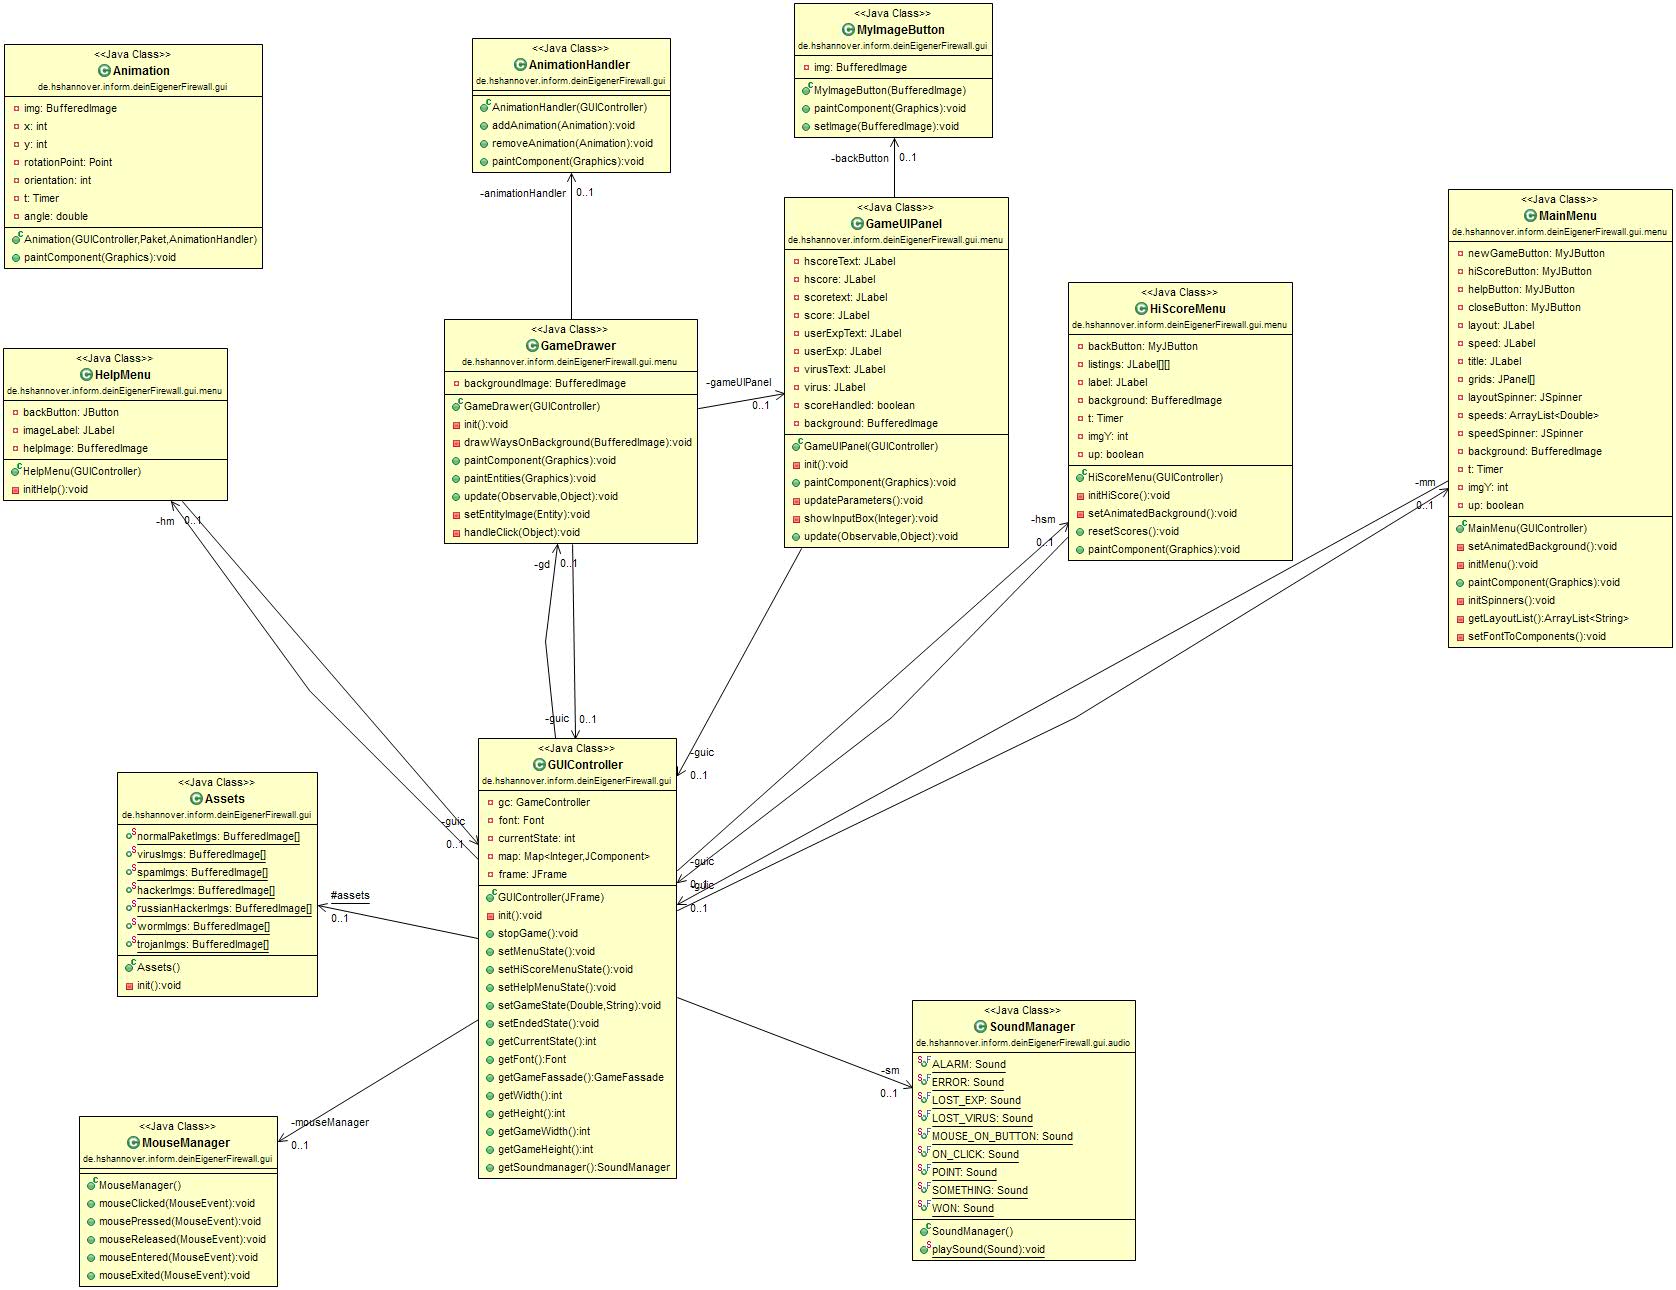 <<Java Class>>
Animation
de.hshannover.inform.deinEigenerFirewall.gui
img: BufferedImage
x: int
y: int
rotationPoint: Point
orientation: int
t: Timer
angle: double
Animation(GUIController,Paket,AnimationHandler)
paintComponent(Graphics):void
<<Java Class>>
AnimationHandler
de.hshannover.inform.deinEigenerFirewall.gui
AnimationHandler(GUIController)
addAnimation(Animation):void
removeAnimation(Animation):void
paintComponent(Graphics):void
-animationHandler
0..1
<<Java Class>>
MyImageButton
de.hshannover.inform.deinEigenerFirewall.gui
img: BufferedImage
MyImageButton(BufferedImage)
paintComponent(Graphics):void
setImage(BufferedImage):void
-backButton
0..1
<<Java Class>>
GameUIPanel
de.hshannover.inform.deinEigenerFirewall.gui.menu
hscoreText: JLabel
hscore: JLabel
scoretext: JLabel
score: JLabel
userExpText: JLabel
userExp: JLabel
virusText: JLabel
virus: JLabel
scoreHandled: boolean
background: BufferedImage
GameUIPanel(GUIController)
init():void
paintComponent(Graphics):void
updateParameters():void
showInputBox(Integer):void
update(Observable,Object):void
<<Java Class>>
MainMenu
de.hshannover.inform.deinEigenerFirewall.gui.menu
newGameButton: MyJButton
hiScoreButton: MyJButton
helpButton: MyJButton
closeButton: MyJButton
layout: JLabel
speed: JLabel
title: JLabel
grids: JPanel[]
layoutSpinner: JSpinner
speeds: ArrayList<Double>
speedSpinner: JSpinner
background: BufferedImage
t: Timer
imgY: int
up: boolean
MainMenu(GUIController)
setAnimatedBackground():void
initMenu():void
paintComponent(Graphics):void
initSpinners():void
getLayoutList():ArrayList<String>
setFontToComponents():void
-mm
0..1
<<Java Class>>
HiScoreMenu
de.hshannover.inform.deinEigenerFirewall.gui.menu
backButton: MyJButton
listings: JLabel[][]
label: JLabel
background: BufferedImage
t: Timer
imgY: int
up: boolean
HiScoreMenu(GUIController)
initHiScore():void
setAnimatedBackground():void
resetScores():void
paintComponent(Graphics):void
-hsm
0..1
<<Java Class>>
GameDrawer
de.hshannover.inform.deinEigenerFirewall.gui.menu
backgroundImage: BufferedImage
GameDrawer(GUIController)
init():void
drawWaysOnBackground(BufferedImage):void
paintComponent(Graphics):void
paintEntities(Graphics):void
update(Observable,Object):void
setEntityImage(Entity):void
handleClick(Object):void
-gameUIPanel
0..1
-gd
0..1
<<Java Class>>
HelpMenu
de.hshannover.inform.deinEigenerFirewall.gui.menu
backButton: JButton
imageLabel: JLabel
helpImage: BufferedImage
HelpMenu(GUIController)
initHelp():void
-hm
0..1
-guic
0..1
-guic
0..1
-guic
0..1
-guic
0..1
-guic
0..1
<<Java Class>>
GUIController
de.hshannover.inform.deinEigenerFirewall.gui
gc: GameController
font: Font
currentState: int
map: Map<Integer,JComponent>
frame: JFrame
GUIController(JFrame)
init():void
stopGame():void
setMenuState():void
setHiScoreMenuState():void
setHelpMenuState():void
setGameState(Double,String):void
setEndedState():void
getCurrentState():int
getFont():Font
getGameFassade():GameFassade
getWidth():int
getHeight():int
getGameWidth():int
getGameHeight():int
getSoundmanager():SoundManager
<<Java Class>>
Assets
de.hshannover.inform.deinEigenerFirewall.gui
normalPaketImgs: BufferedImage[]
virusImgs: BufferedImage[]
spamImgs: BufferedImage[]
hackerImgs: BufferedImage[]
russianHackerImgs: BufferedImage[]
wormImgs: BufferedImage[]
trojanImgs: BufferedImage[]
Assets()
init():void
#assets
0..1
<<Java Class>>
MouseManager
de.hshannover.inform.deinEigenerFirewall.gui
MouseManager()
mouseClicked(MouseEvent):void
mousePressed(MouseEvent):void
mouseReleased(MouseEvent):void
mouseEntered(MouseEvent):void
mouseExited(MouseEvent):void
-mouseManager
0..1
-sm
0..1
<<Java Class>>
SoundManager
de.hshannover.inform.deinEigenerFirewall.gui.audio
ALARM: Sound
ERROR: Sound
LOST_EXP: Sound
LOST_VIRUS: Sound
MOUSE_ON_BUTTON: Sound
ON_CLICK: Sound
POINT: Sound
SOMETHING: Sound
WON: Sound
SoundManager()
playSound(Sound):void